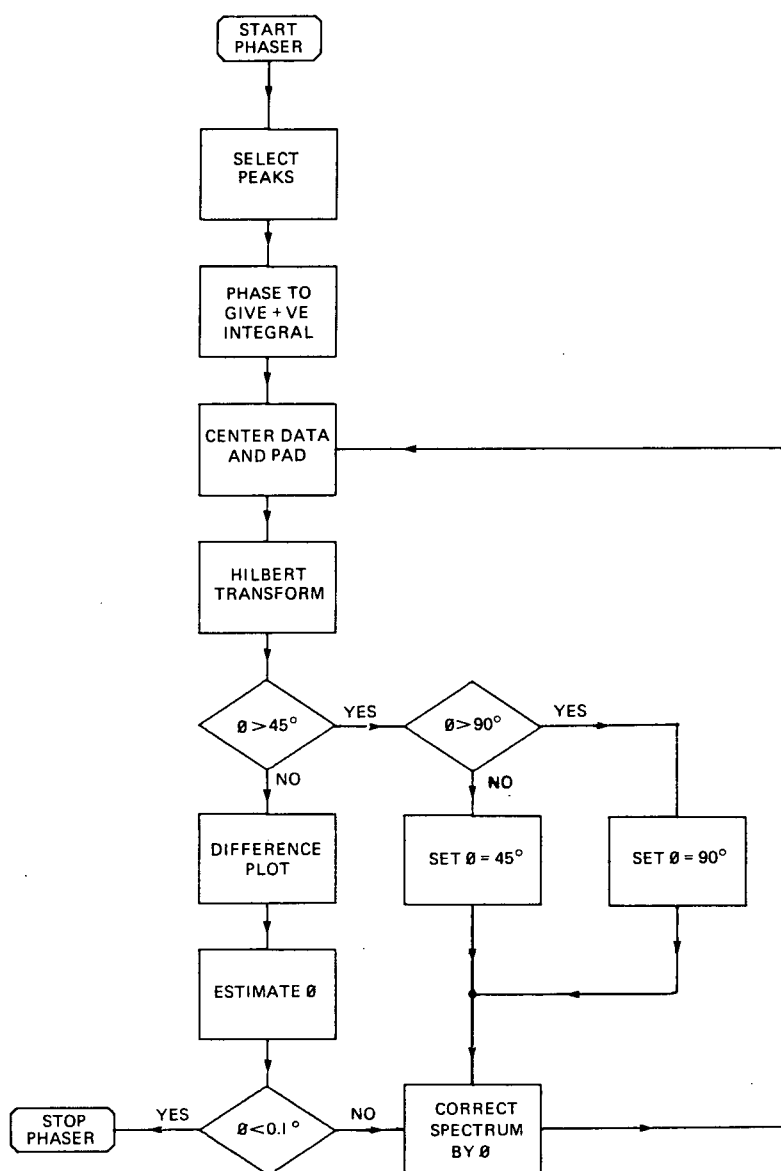 START
PHASER
SELECT
PEAKS
PHASE TO
GIVE +VE
INTEGRAL
CENTER DATA
AND PAD
HILBERT
TRANSFORM
Ø > 45°
YES
Ø > 90°
YES
NO
NO
DIFFERENCE
PLOT
SET Ø = 45°
SET Ø = 90°
ESTIMATE Ø
STOP
PHASER
YES
Ø < 0.1°
NO
CORRECT
SPECTRUM
BY Ø